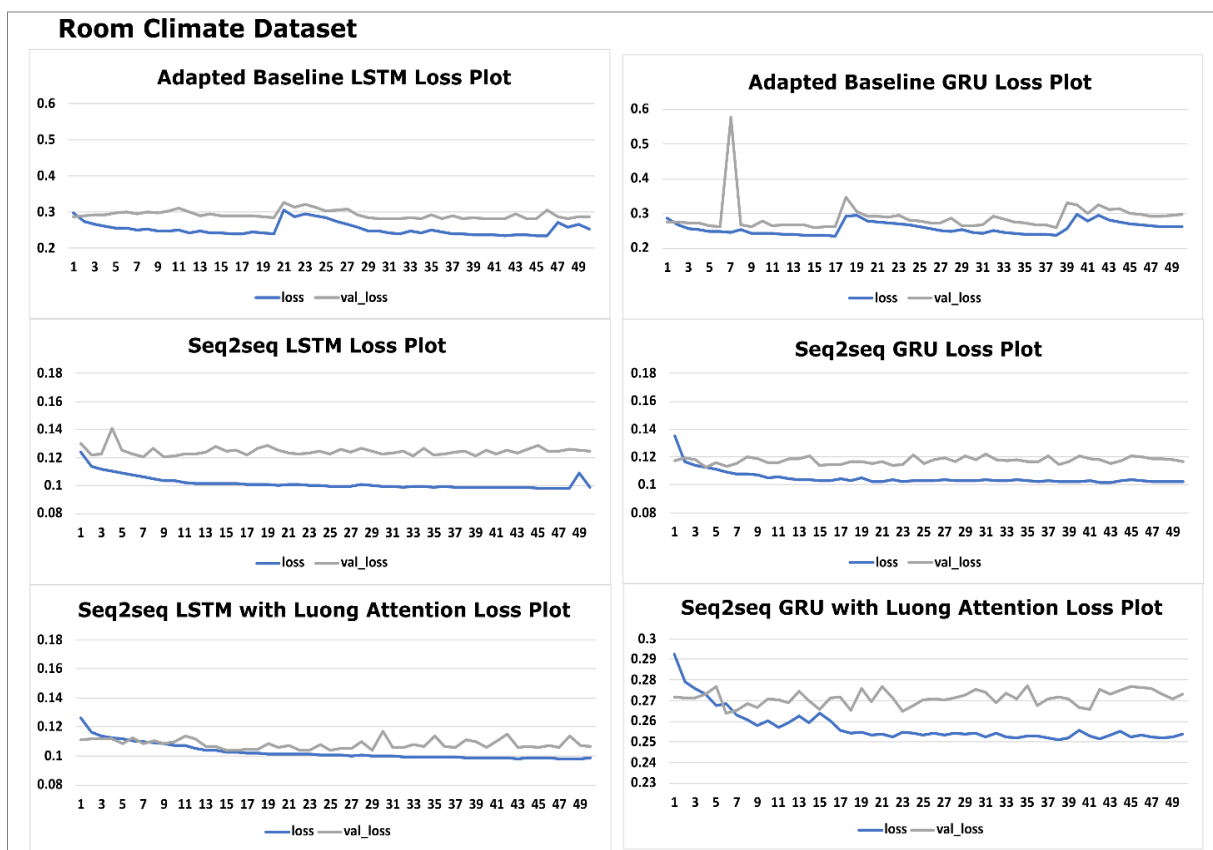 Room Climate Dataset
Adapted Baseline LSTM Loss Plot
0.6
0.5
0.4
0.3
0.2
1 3 5 7 9 11 13 15 17 19 21 23 25 27 29 31 33 35 37 39 41 43 45 47 49
loss val_loss
Adapted Baseline GRU Loss Plot
0.6
0.5
0.4
0.3
0.2
1 3 5 7 9 11 13 15 17 19 21 23 25 27 29 31 33 35 37 39 41 43 45 47 49
loss val_loss
Seq2seq LSTM Loss Plot
0.18
0.16
0.14
0.12
0.1
0.08
1 3 5 7 9 11 13 15 17 19 21 23 25 27 29 31 33 35 37 39 41 43 45 47 49
loss val_loss
Seq2seq GRU Loss Plot
0.18
0.16
0.14
0.12
0.1
0.08
1 3 5 7 9 11 13 15 17 19 21 23 25 27 29 31 33 35 37 39 41 43 45 47 49
loss val_loss
Seq2seq LSTM with Luong Attention Loss Plot
0.18
0.16
0.14
0.12
0.1
0.08
1 3 5 7 9 11 13 15 17 19 21 23 25 27 29 31 33 35 37 39 41 43 45 47 49
loss val_loss
Seq2seq GRU with Luong Attention Loss Plot
0.3
0.29
0.28
0.27
0.26
0.25
0.24
0.23
1 3 5 7 9 11 13 15 17 19 21 23 25 27 29 31 33 35 37 39 41 43 45 47 49
loss val_loss